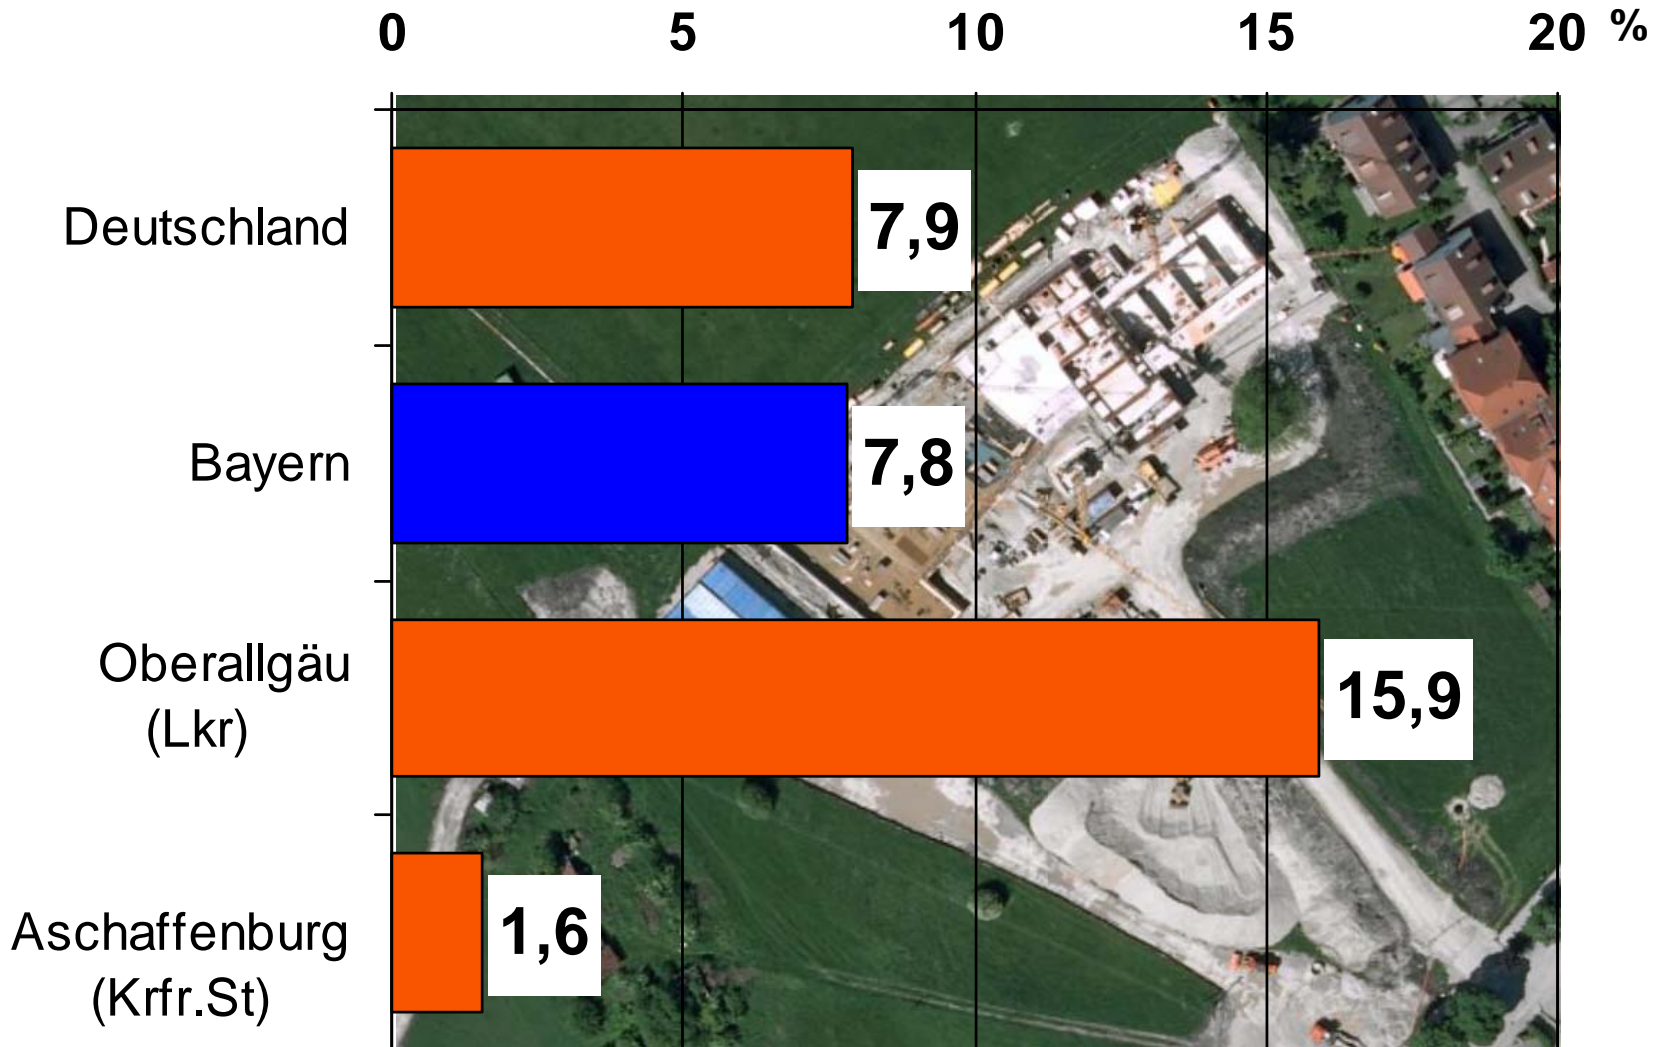 0 5 10 15 20 %
Deutschland 7,9
Bayern 7,8
Oberallgäu
(Lkr)
15,9
Aschaffenburg
(Krfr.St)
1,6